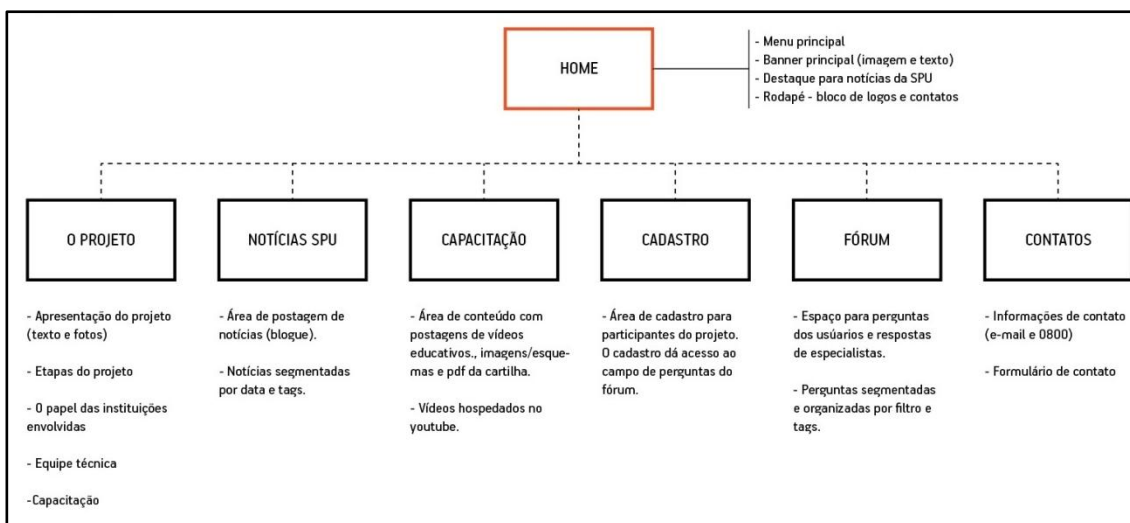 HOME
- Menu principal
- Banner principal (imagem e texto)
- Destaque para notícias da SPU
- Rodapé - bloco de logos e contatos
O PROJETO
- Apresentação do projeto
(texto e fotos)
- Etapas do projeto
- O papel das instituições
envolvidas
- Equipe técnica
-Capacitação
NOTÍCIAS SPU
- Área de postagem de
notícias (blogue).
- Notícias segmentadas
por data e tags.
CAPACITAÇÃO
- Área de conteúdo com
postagens de vídeos
educativos., imagens/esque-
mas e pdf da cartilha.
- Vídeos hospedados no
youtube.
CADASTRO
- Área de cadastro para
participantes do projeto.
O cadastro dá acesso ao
campo de perguntas do
fórum.
FÓRUM
- Espaço para perguntas
dos usúarios e respostas
de especialistas.
- Perguntas segmentadas
e organizadas por filtro e
tags.
CONTATOS
- Informações de contato
(e-mail e 0800)
- Formulário de contato